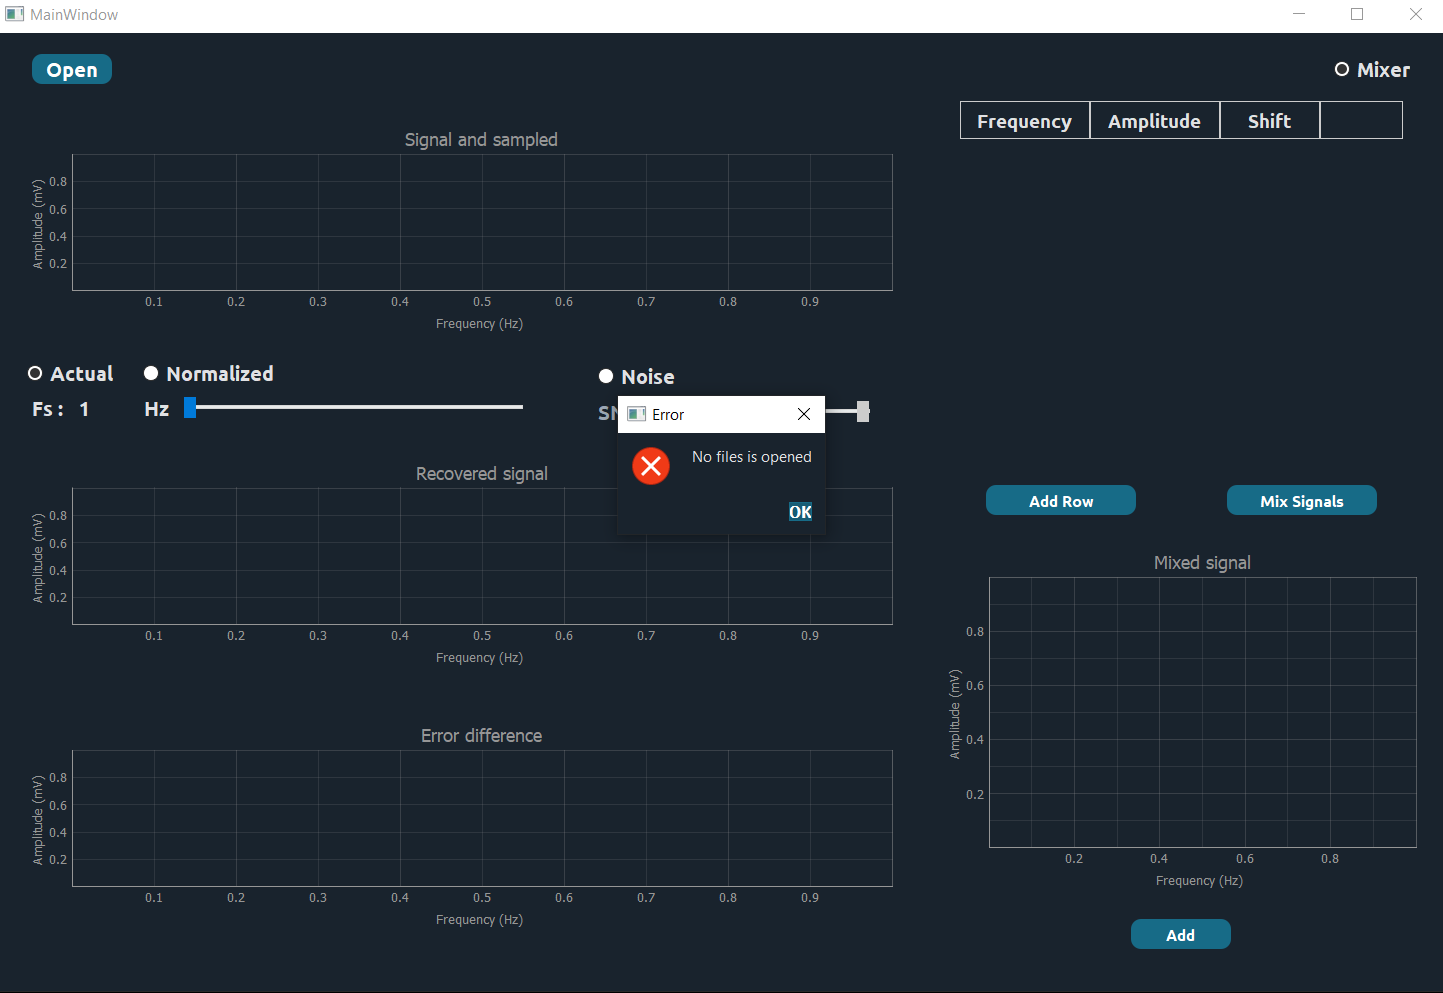 MainWindow
Open
Mixer
Frequency Amplitude Shift
Signal and sampled
Amplitude (mV)
0.8
0.6
0.4
0.2
0.1 0.2 0.3 0.4 0.5 0.6 0.7 0.8 0.9
Frequency (Hz)
Actual Normalized
Fs : 1 Hz
Noise
Error
No files is opened
OK
Recovered signal
Amplitude (mV)
0.8
0.6
0.4
0.2
0.1 0.2 0.3 0.4 0.5 0.6 0.7 0.8 0.9
Frequency (Hz)
Error difference
Amplitude (mV)
0.8
0.6
0.4
0.2
0.1 0.2 0.3 0.4 0.5 0.6 0.7 0.8 0.9
Frequency (Hz)
Add Row Mix Signals
Mixed signal
Amplitude (mV)
0.8
0.6
0.4
0.2
0.2 0.4 0.6 0.8
Frequency (Hz)
Add